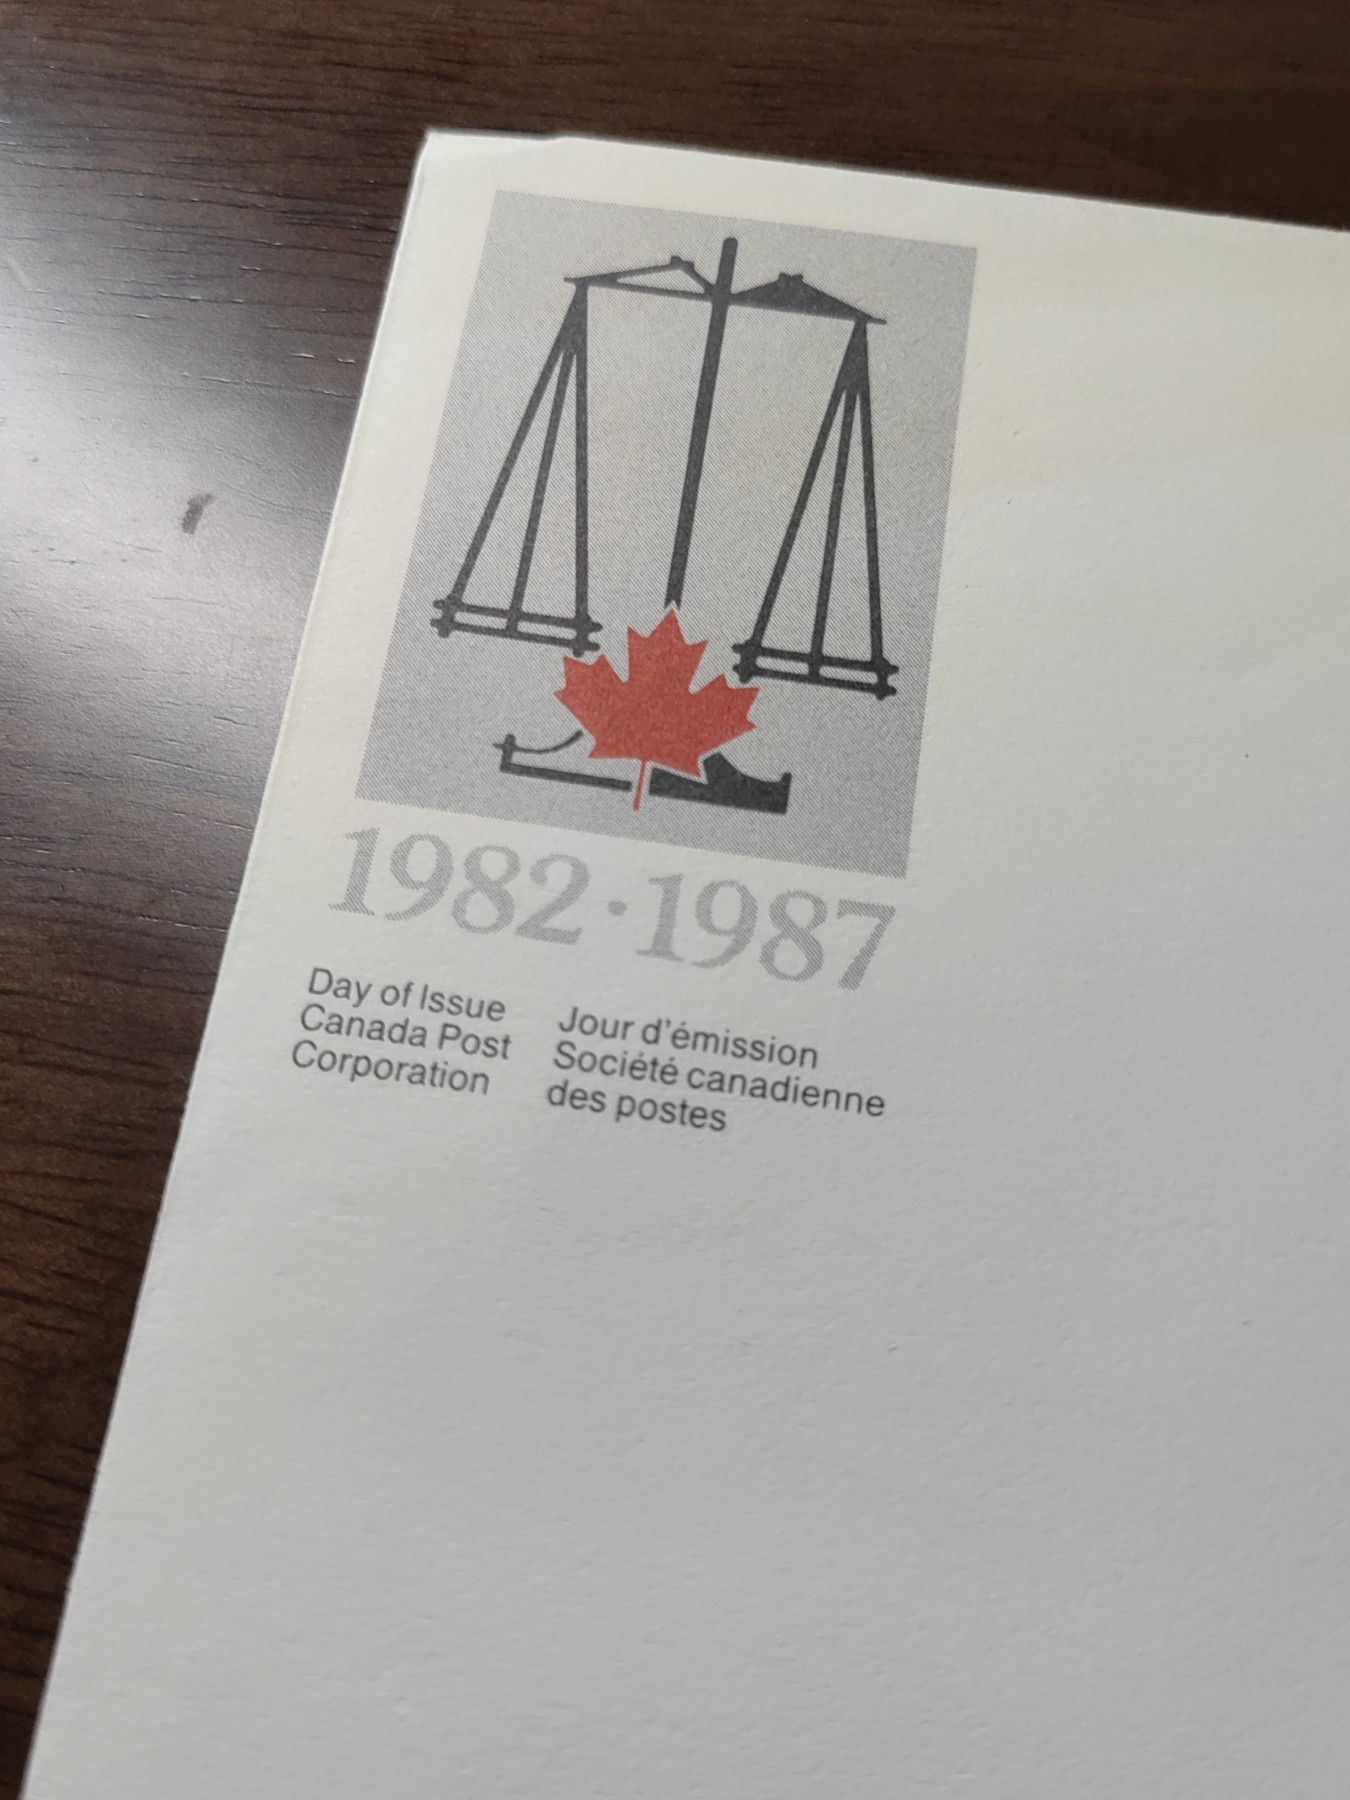 1982·1987
Day of Issue
Canada Post
Corporation
Jour d'émission
Société canadienne
des postes